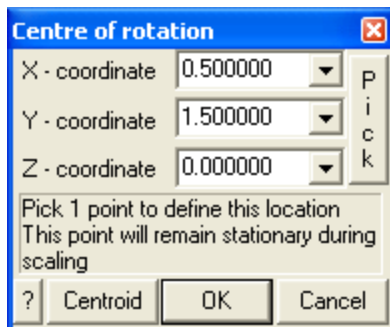 Centre of rotation
X - coordinate 0.500000
Y - coordinate 1.500000
Z - coordinate 0.000000
Pick
Pick 1 point to define this location
This point will remain stationary during
scaling
? Centroid OK Cancel